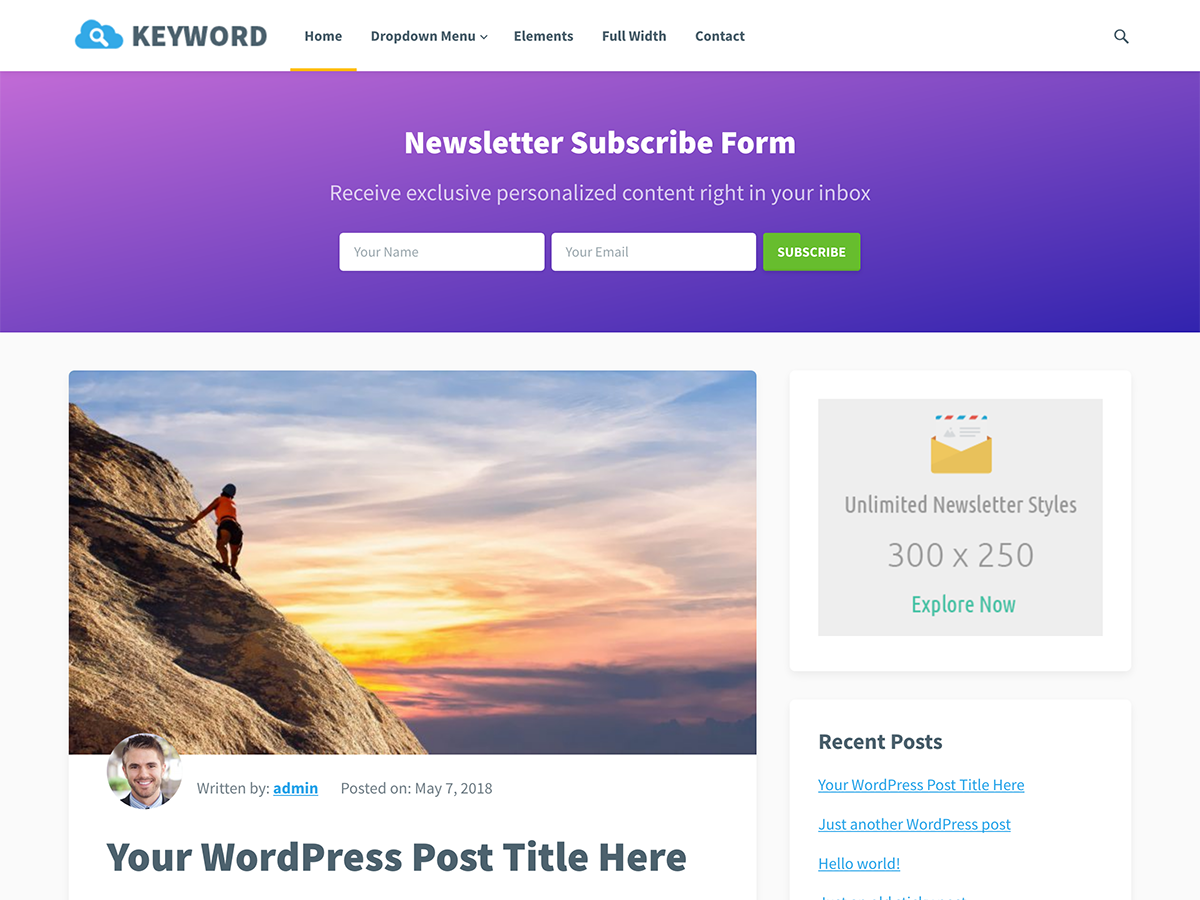 KEYWORD
Home
Dropdown Menu
Elements
Full Width
Contact
Newsletter Subscribe Form
Receive exclusive personalized content right in your inbox
Your Name
Your Email
SUBSCRIBE
Written by: admin
Posted on: May 7, 2018
Your WordPress Post Title Here
Unlimited Newsletter Styles
300 x 250
Explore Now
Recent Posts
Your WordPress Post Title Here
Just another WordPress post
Hello world!